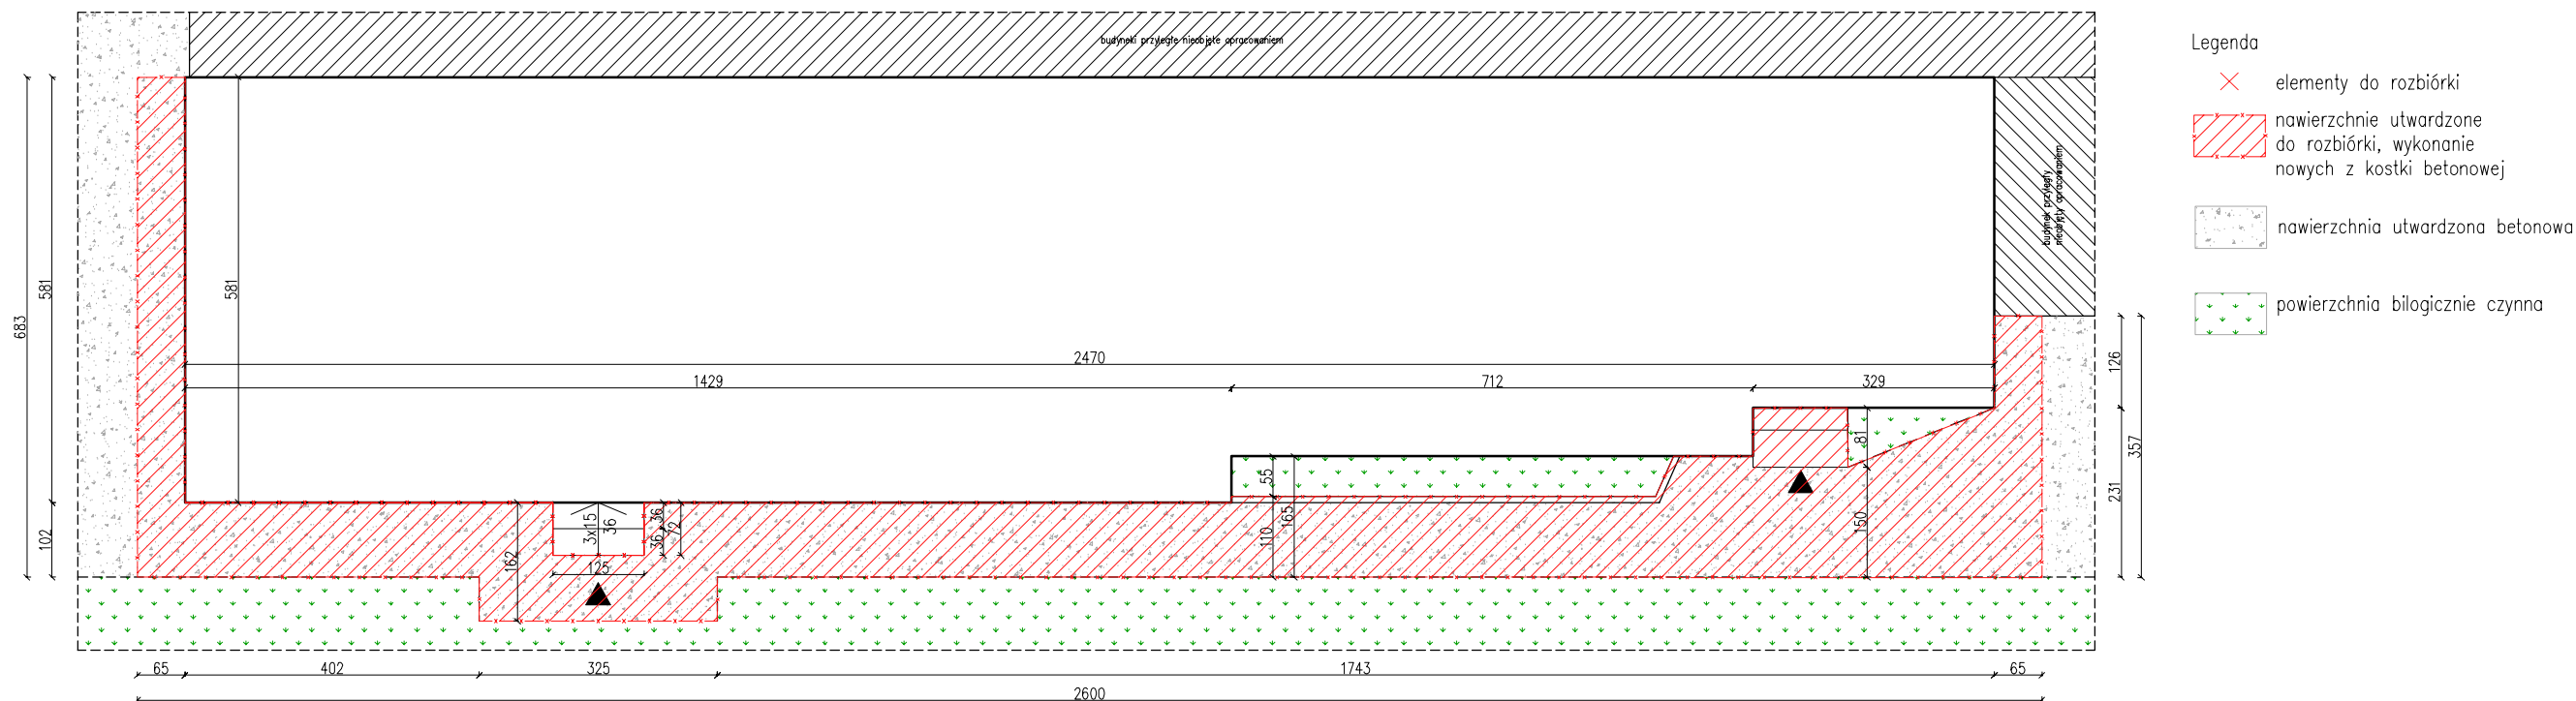 budyneki przyległe nieobjęte opracowaniem
Legenda
elementy do rozbiórki
nawierzchnie utwardzone
do rozbiórki, wykonanie
nowych z kostki betonowej
nawierzchnia utwardzona betonowa
powierzchnia bilogicznie czynna
budynek przyległy
nieobjęty opracowaniem
683
581
102
581
2470
1429
712
329
126
357
231
81
150
55
110
165
3x15
36
36
36
72
162
125
65
402
325
1743
65
2600